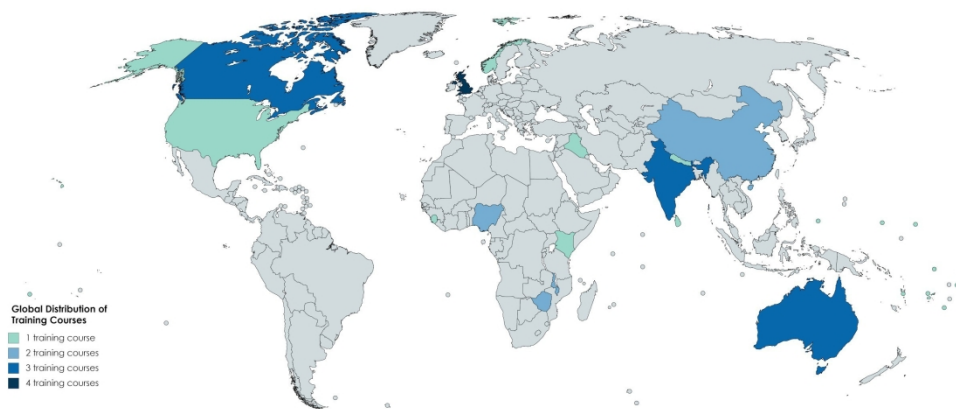 Global Distribution of
Training Courses
1 training course
2 training courses
3 training courses
4 training courses